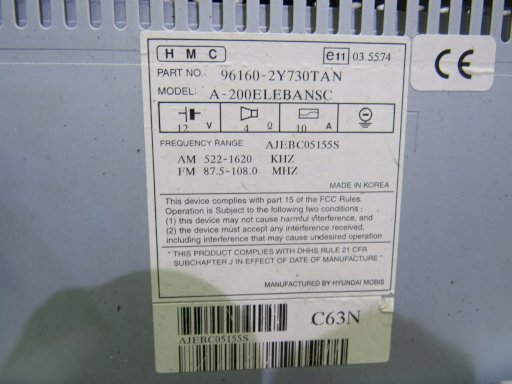 HMC e11 03 5574
CE
PART NO. 96160-2Y730TAN
MODEL: A-200ELEBANSC
12 V 4 Ω 10 A
FREQUENCY RANGE AJEBC05155S
AM 522-1620 KHZ
FM 87.5-108.0 MHZ
MADE IN KOREA
This device complies with part 15 of the FCC Rules.
Operation is Subject to the following two conditions :
(1) this device may not cause harmful interference, and
(2) the device must accept any interference received,
including interference that may cause undesired operation
" THIS PRODUCT COMPLIES WITH DHHS RULE 21 CFR
SUBCHAPTER J IN EFFECT OF DATE OF MANUFACTURE "
MANUFACTURED BY HYUNDAI MOBIS
C63N
AJEBC05155S